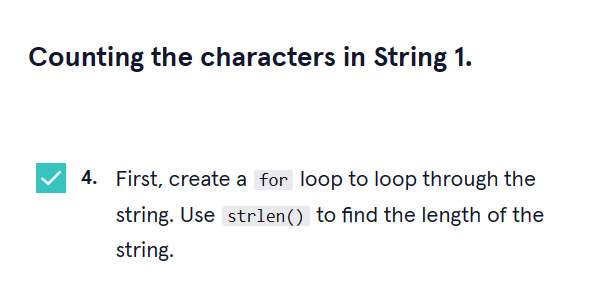 Counting the characters in String 1.
4. First, create a for loop to loop through the
string. Use strlen() to find the length of the
string.